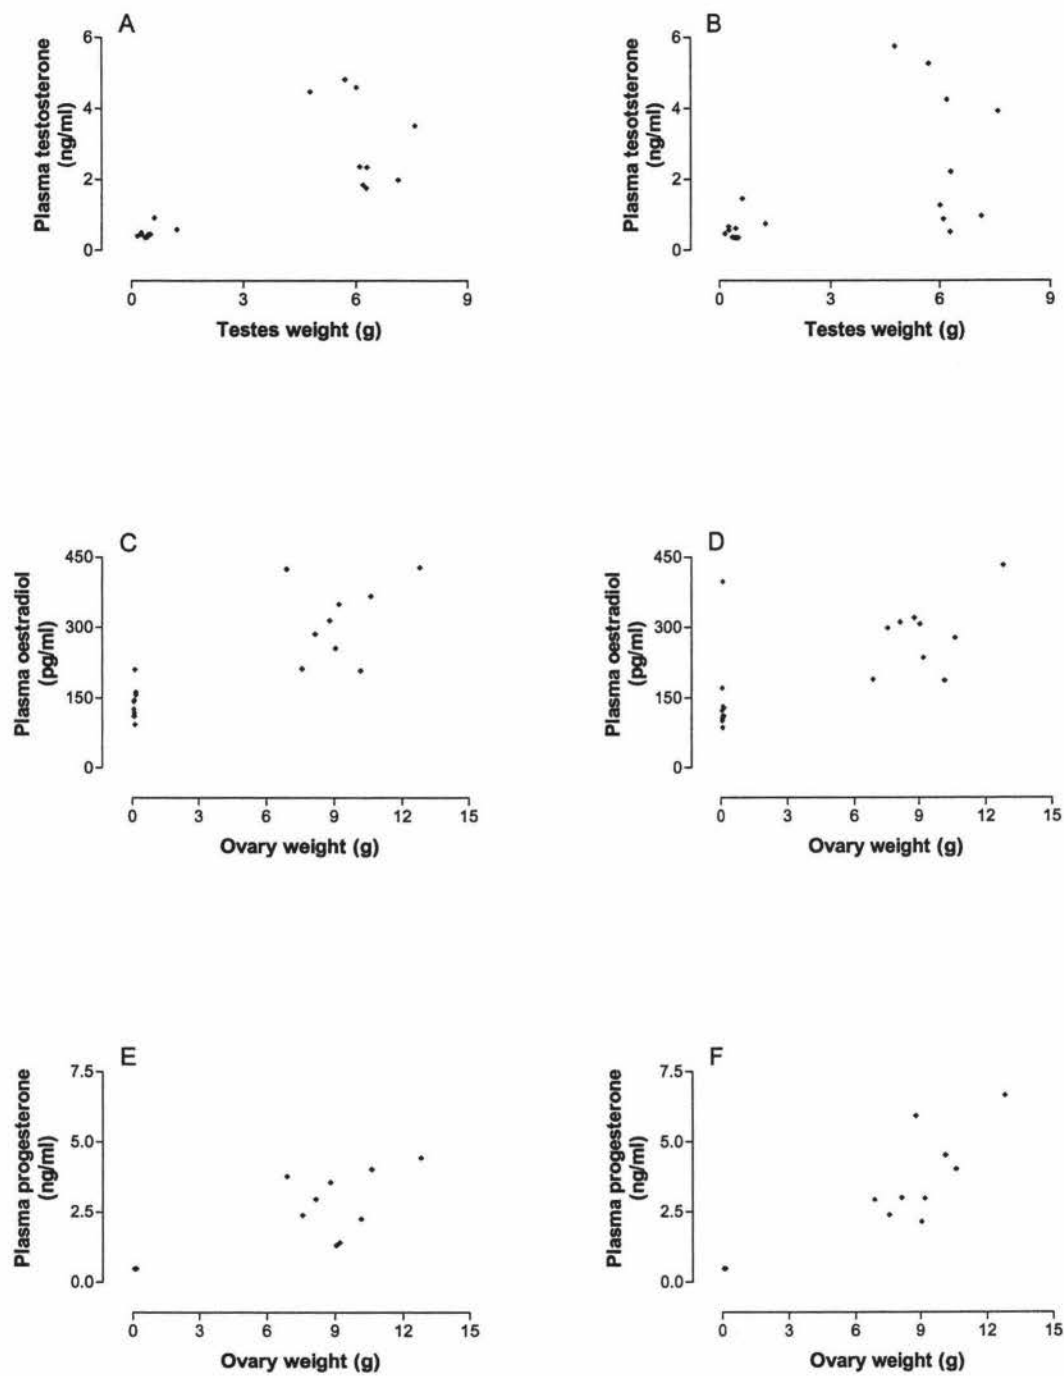 A
6
4
2
0
Plasma testosterone
(ng/ml)
0 3 6 9
Testes weight (g)
B
6
4
2
0
Plasma tesotsterone
(ng/ml)
0 3 6 9
Testes weight (g)
C
450
300
150
0
Plasma oestradiol
(pg/ml)
0 3 6 9 12 15
Ovary weight (g)
D
450
300
150
0
Plasma oestradiol
(pg/ml)
0 3 6 9 12 15
Ovary weight (g)
E
7.5
5.0
2.5
0.0
Plasma progesterone
(ng/ml)
0 3 6 9 12 15
Ovary weight (g)
F
7.5
5.0
2.5
0.0
Plasma progesterone
(ng/ml)
0 3 6 9 12 15
Ovary weight (g)